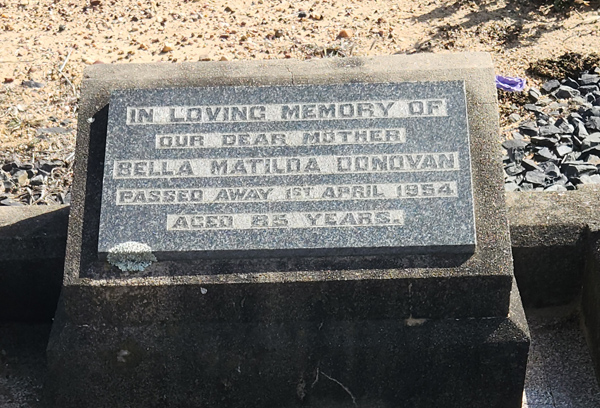 IN LOVING MEMORY OF
OUR DEAR MOTHER
BELLA MATILDA DONOVAN
PASSED AWAY 1ST APRIL 1954
AGED 85 YEARS.